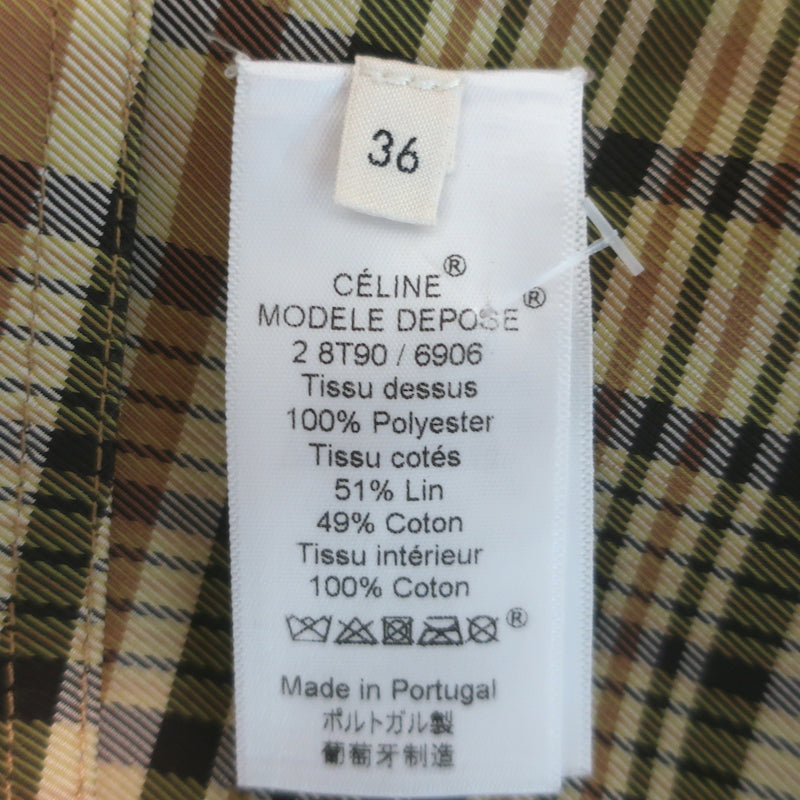 36
CÉLINE®
MODELE DEPOSE®
2 8T90 / 6906
Tissu dessus
100% Polyester
Tissu cotés
51% Lin
49% Coton
Tissu intérieur
100% Coton
®
Made in Portugal
ポルトガル製
葡萄牙制造